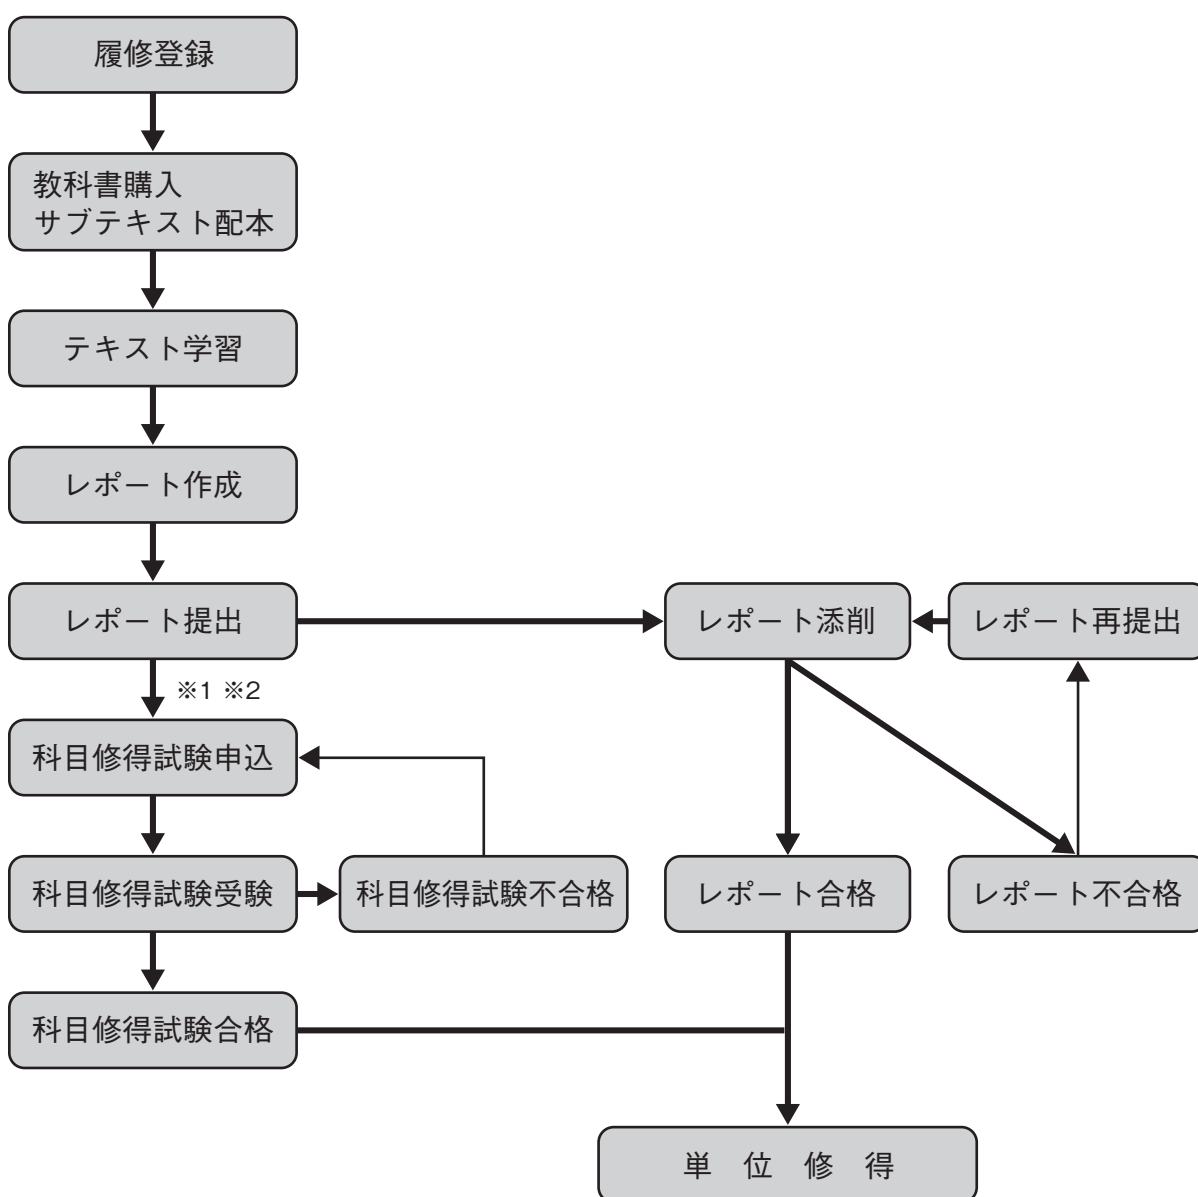 履修登録
教科書購入
サブテキスト配本
テキスト学習
レポート作成
レポート提出
レポート添削
レポート再提出
※1 ※2
科目修得試験申込
科目修得試験受験
科目修得試験不合格
レポート合格
レポート不合格
科目修得試験合格
単　位　修　得